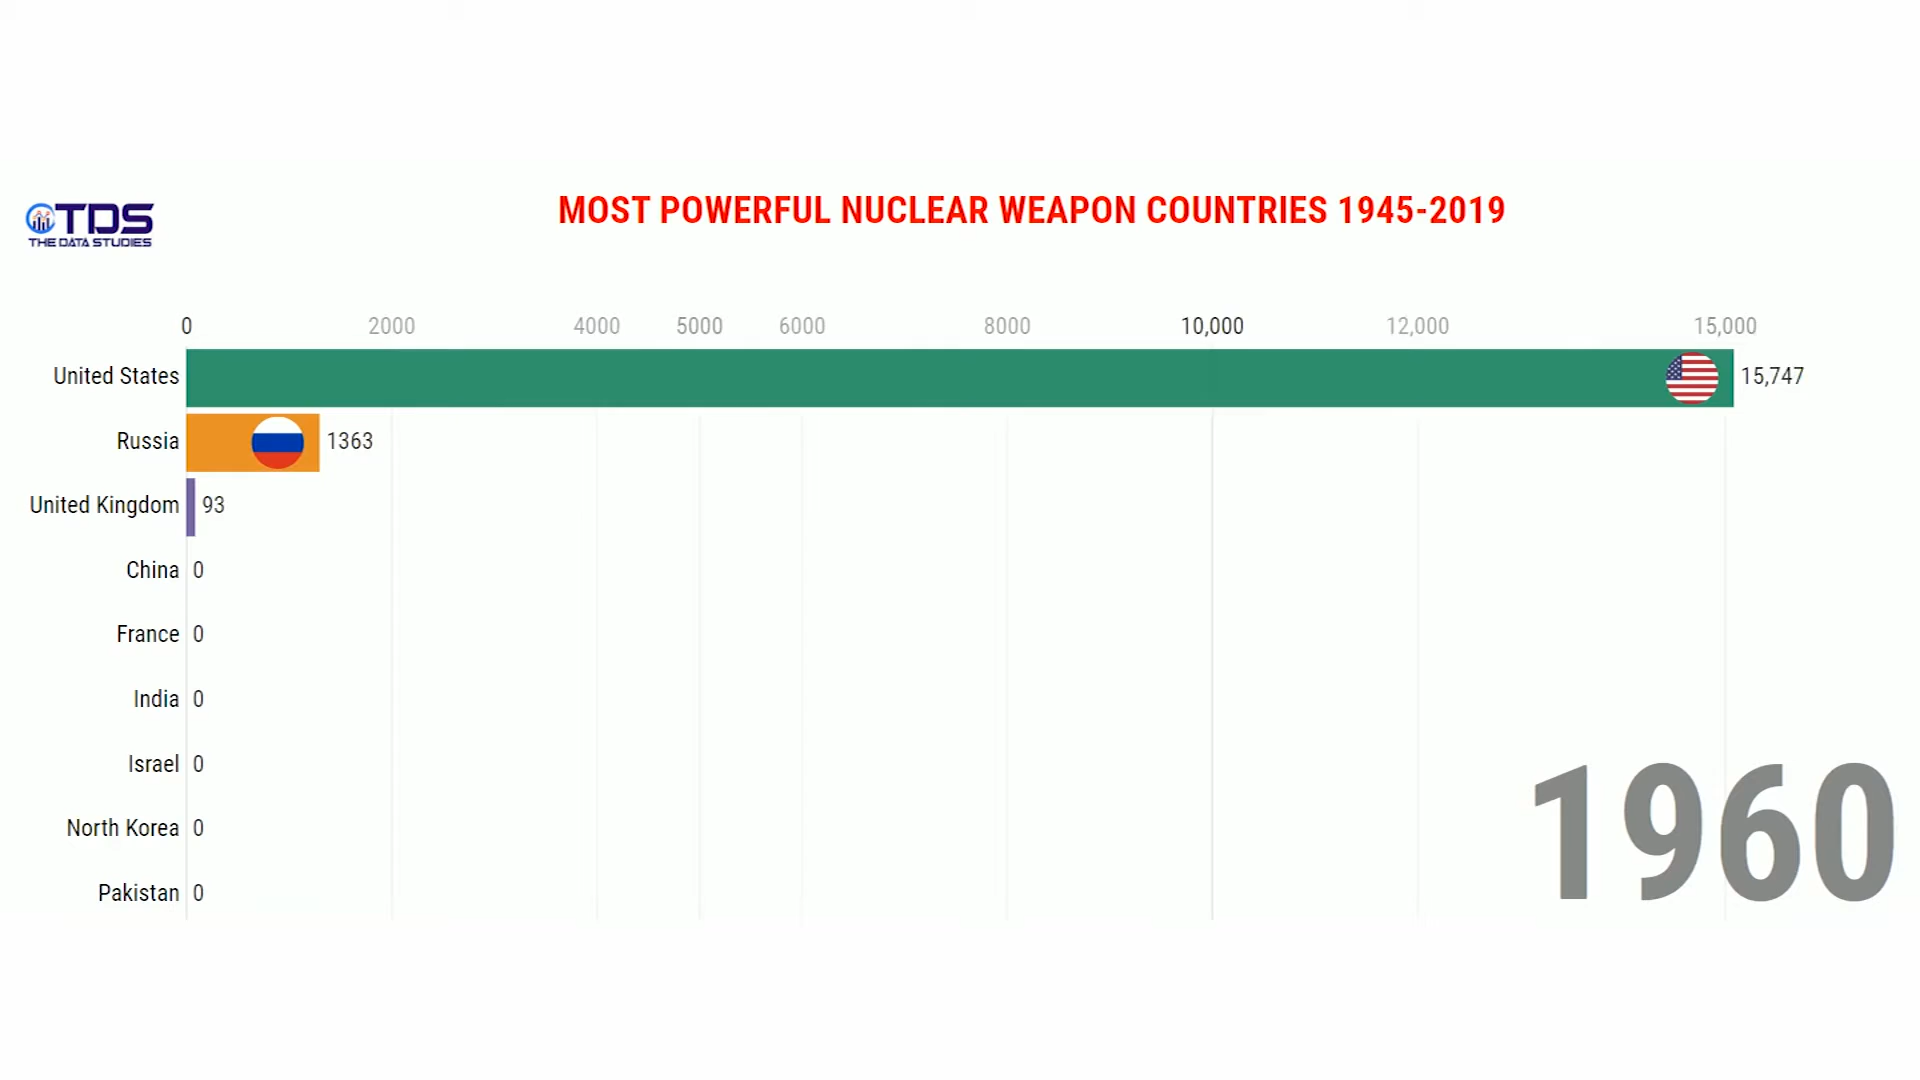 TDS
THE DATA STUDIES
MOST POWERFUL NUCLEAR WEAPON COUNTRIES 1945-2019
0 2000 4000 5000 6000 8000 10,000 12,000 15,000
United States 15,747
Russia 1363
United Kingdom 93
China 0
France 0
India 0
Israel 0
North Korea 0
Pakistan 0
1960